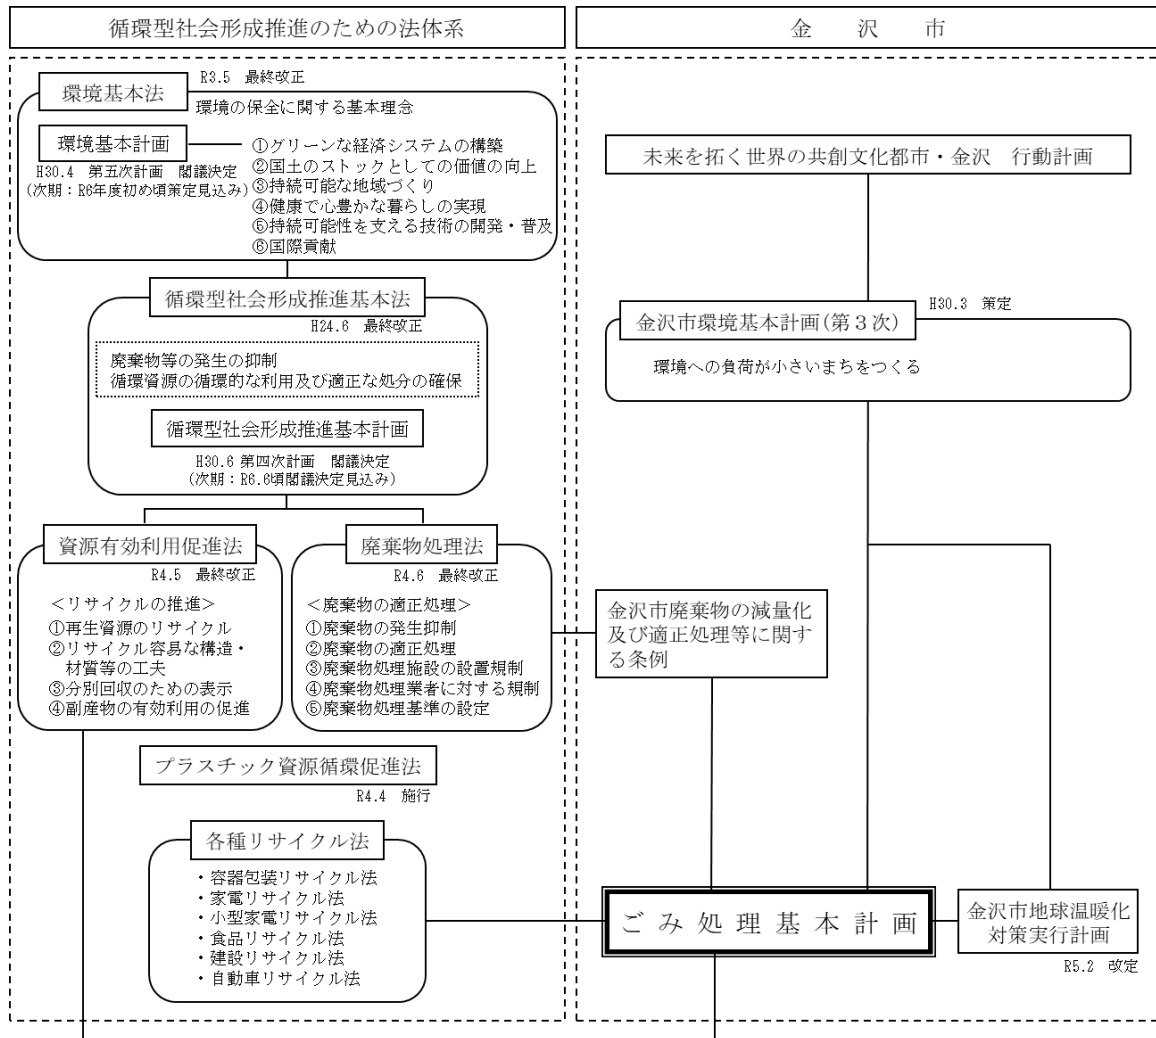 循環型社会形成推進のための法体系
環境基本法
R3.5 最終改正
環境の保全に関する基本理念
環境基本計画
H30.4 第五次計画 閣議決定
(次期：R6年度初め頃策定見込み)
①グリーンな経済システムの構築
②国土のストックとしての価値の向上
③持続可能な地域づくり
④健康で心豊かな暮らしの実現
⑤持続可能性を支える技術の開発・普及
⑥国際貢献
循環型社会形成推進基本法
H24.6 最終改正
廃棄物等の発生の抑制
循環資源の循環的な利用及び適正な処分の確保
循環型社会形成推進基本計画
H30.6 第四次計画 閣議決定
(次期：R6.6頃閣議決定見込み)
資源有効利用促進法
R4.5 最終改正
＜リサイクルの推進＞
①再生資源のリサイクル
②リサイクル容易な構造・
材質等の工夫
③分別回収のための表示
④副産物の有効利用の促進
廃棄物処理法
R4.6 最終改正
＜廃棄物の適正処理＞
①廃棄物の発生抑制
②廃棄物の適正処理
③廃棄物処理施設の設置規制
④廃棄物処理業者に対する規制
⑤廃棄物処理基準の設定
プラスチック資源循環促進法
R4.4 施行
各種リサイクル法
・容器包装リサイクル法
・家電リサイクル法
・小型家電リサイクル法
・食品リサイクル法
・建設リサイクル法
・自動車リサイクル法
金沢市
未来を拓く世界の共創文化都市・金沢 行動計画
金沢市環境基本計画(第３次)
H30.3 策定
環境への負荷が小さいまちをつくる
金沢市廃棄物の減量化
及び適正処理等に関す
る条例
ごみ処理基本計画
金沢市地球温暖化
対策実行計画
R5.2 改定